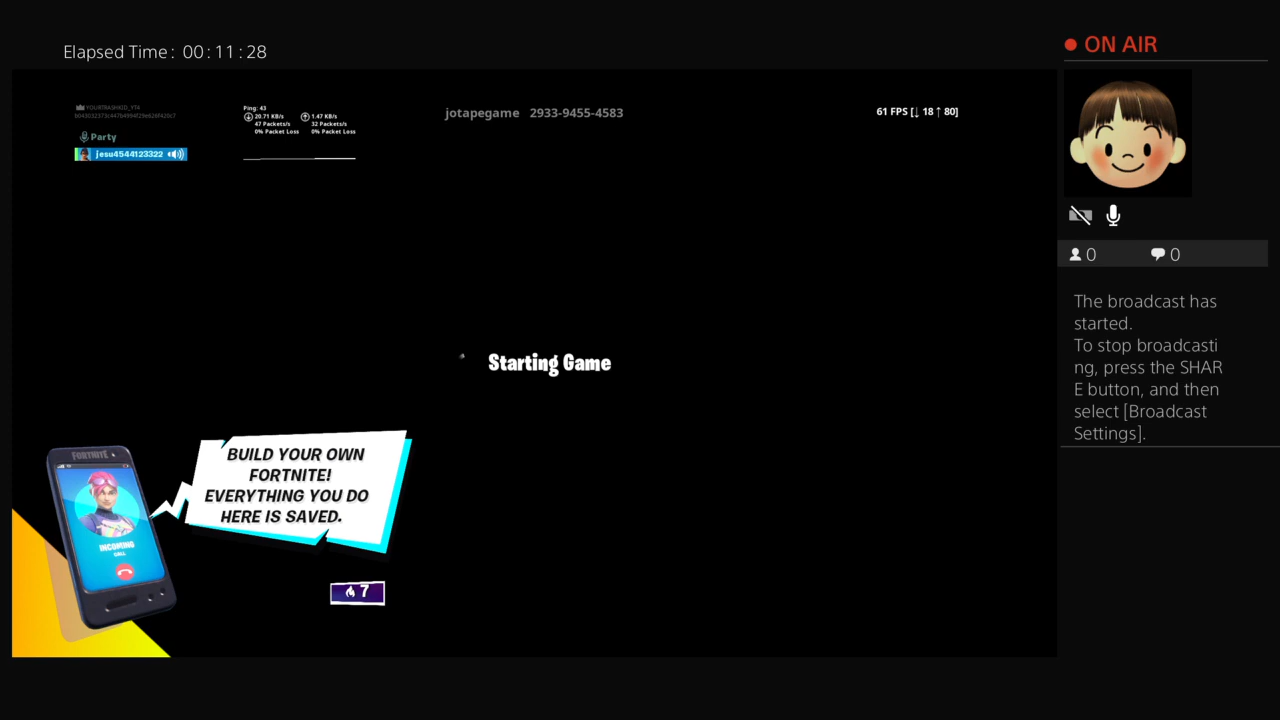 Elapsed Time: 00:11:28
ON AIR
YOURTRASHKID_YT4
Party
jesu4544123322
Ping: 43
20.71 KB/s 1.47 KB/s
47 Packets/s 32 Packets/s
0% Packet Loss 0% Packet Loss
jotapegame 2933-9455-4583
61 FPS [↓ 18 ↑ 80]
0 0
The broadcast has
started.
To stop broadcasti
ng, press the SHAR
E button, and then
select [Broadcast
Settings].
Starting Game
FORTNITE
INCOMING
CALL
BUILD YOUR OWN
FORTNITE!
EVERYTHING YOU DO
HERE IS SAVED.
7